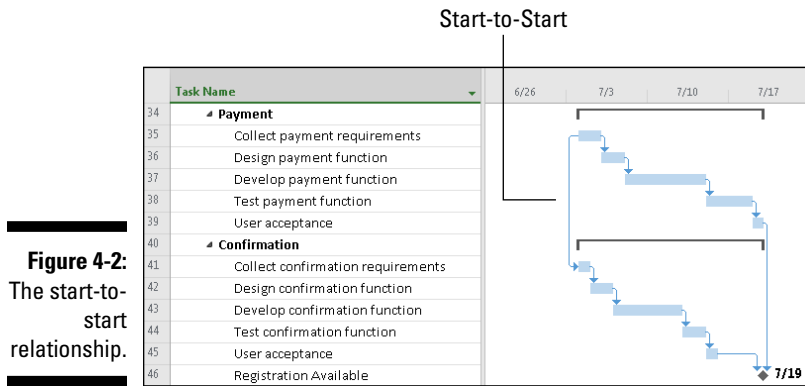 Start-to-Start
Task Name
6/26 7/3 7/10 7/17
34 Payment
35 Collect payment requirements
36 Design payment function
37 Develop payment function
38 Test payment function
39 User acceptance
40 Confirmation
41 Collect confirmation requirements
42 Design confirmation function
43 Develop confirmation function
44 Test confirmation function
45 User acceptance
46 Registration Available
7/19
Figure 4-2:
The start-to-
start
relationship.